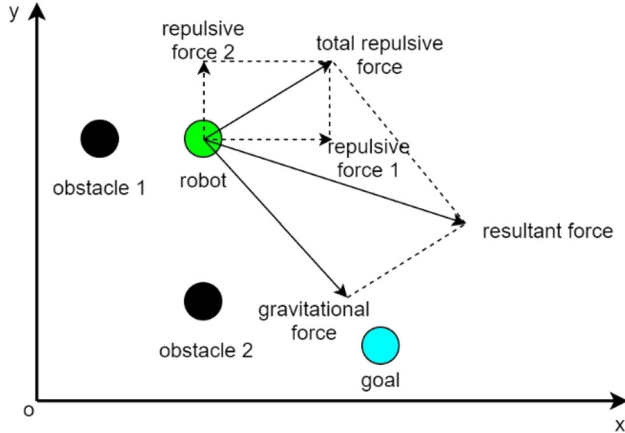 y
repulsive
force 2
total repulsive
force
repulsive
force 1
obstacle 1
robot
resultant force
gravitational
force
obstacle 2
goal
o
x